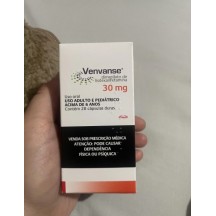 Venvanse®
dimesilato de
lisdexanfetamina
30 mg
Uso oral
USO ADULTO E PEDIÁTRICO
ACIMA DE 6 ANOS
Contém 28 cápsulas duras
VENDA SOB PRESCRIÇÃO MÉDICA
ATENÇÃO: PODE CAUSAR
DEPENDÊNCIA
FÍSICA OU PSÍQUICA